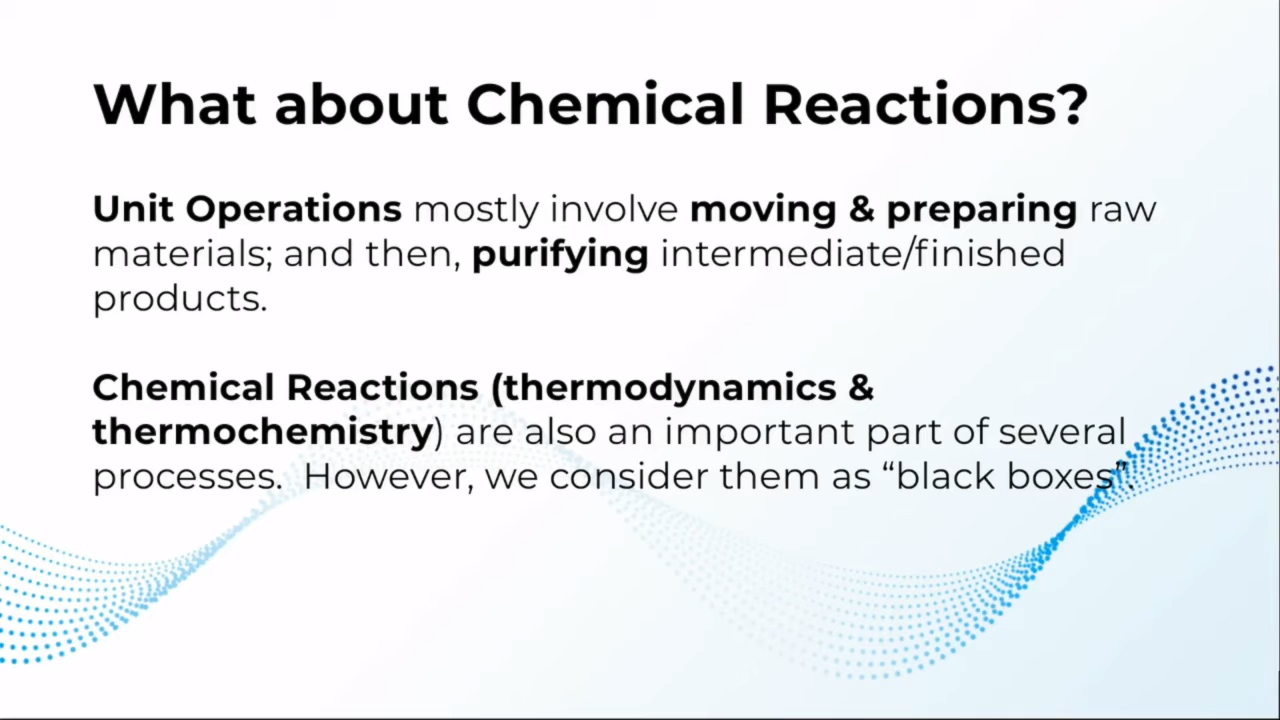 What about Chemical Reactions?
Unit Operations mostly involve moving & preparing raw
materials; and then, purifying intermediate/finished
products.
Chemical Reactions (thermodynamics &
thermochemistry) are also an important part of several
processes.  However, we consider them as “black boxes”.